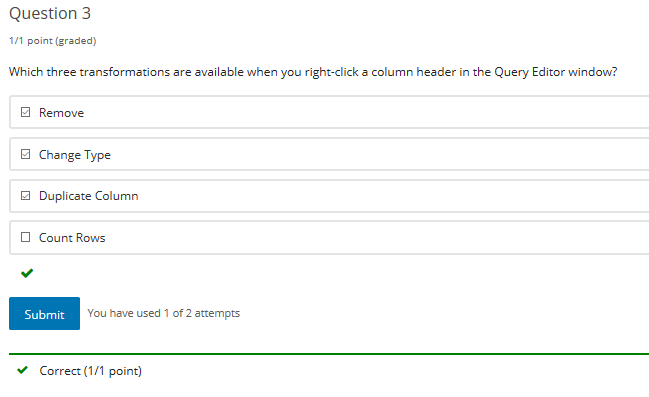 Question 3
1/1 point (graded)
Which three transformations are available when you right-click a column header in the Query Editor window?
Remove
Change Type
Duplicate Column
Count Rows
Submit You have used 1 of 2 attempts
Correct (1/1 point)